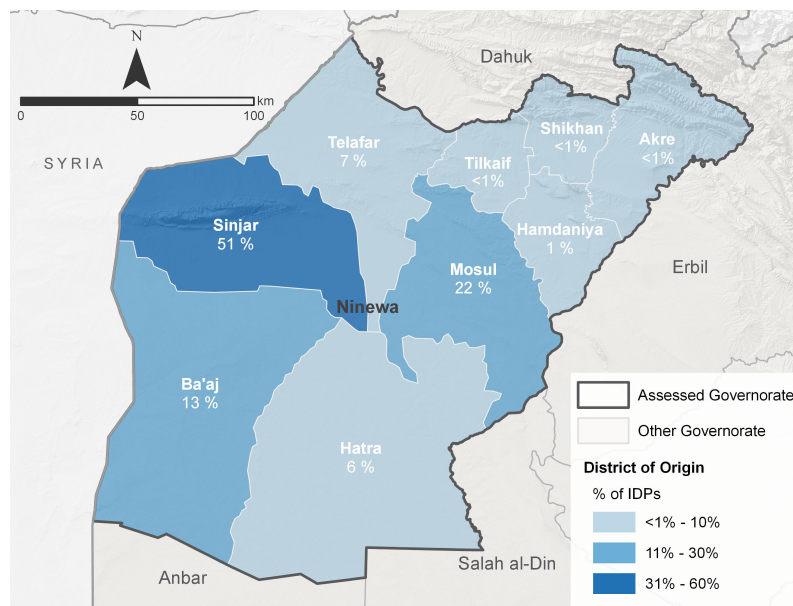 N
km
0 50 100
Dahuk
SYRIA
Telafar
7 %
Tilkaif
<1%
Shikhan
<1%
Akre
<1%
Sinjar
51 %
Hamdaniya
1 %
Mosul
22 %
Erbil
Ninewa
Ba'aj
13 %
Hatra
6 %
Anbar
Salah al-Din
Assessed Governorate
Other Governorate
District of Origin
% of IDPs
<1% - 10%
11% - 30%
31% - 60%